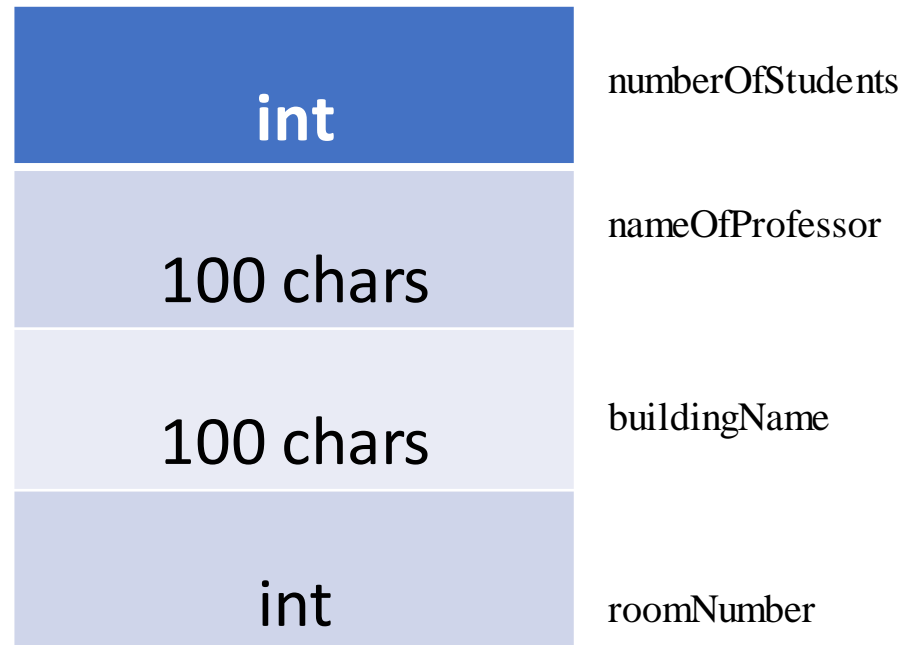 int
numberOfStudents
100 chars
nameOfProfessor
100 chars
buildingName
int
roomNumber